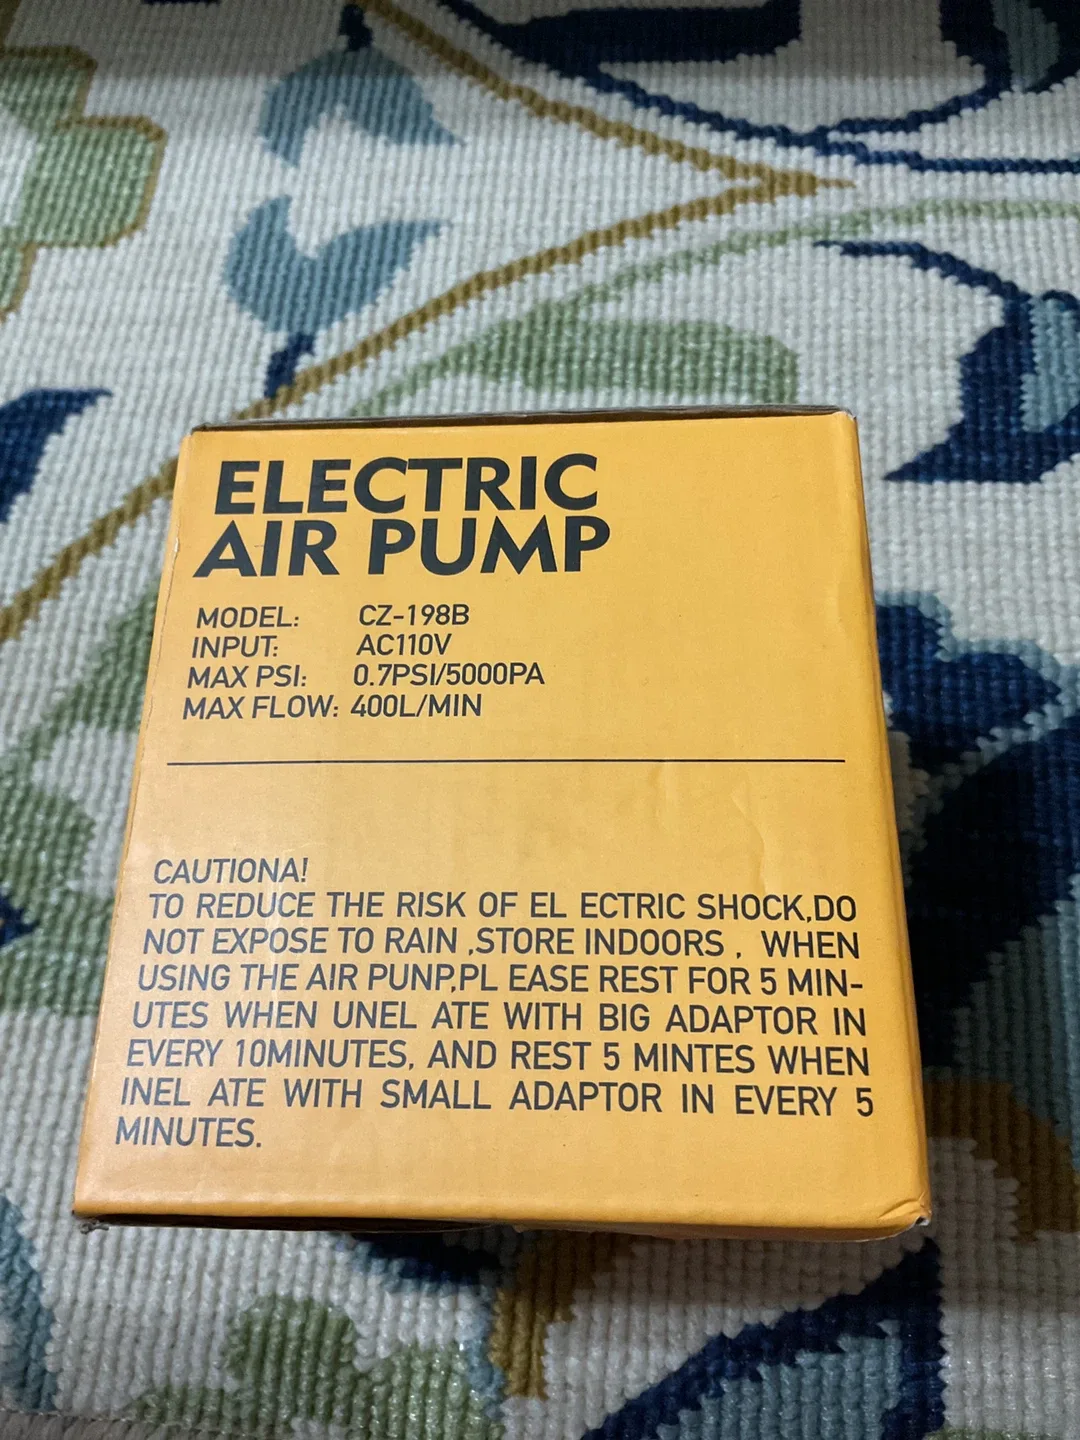 ELECTRIC
AIR PUMP
MODEL: CZ-198B
INPUT: AC110V
MAX PSI: 0.7PSI/5000PA
MAX FLOW: 400L/MIN
CAUTIONA!
TO REDUCE THE RISK OF EL ECTRIC SHOCK,DO
NOT EXPOSE TO RAIN ,STORE INDOORS , WHEN
USING THE AIR PUNP,PL EASE REST FOR 5 MIN-
UTES WHEN UNEL ATE WITH BIG ADAPTOR IN
EVERY 10MINUTES, AND REST 5 MINTES WHEN
INEL ATE WITH SMALL ADAPTOR IN EVERY 5
MINUTES.